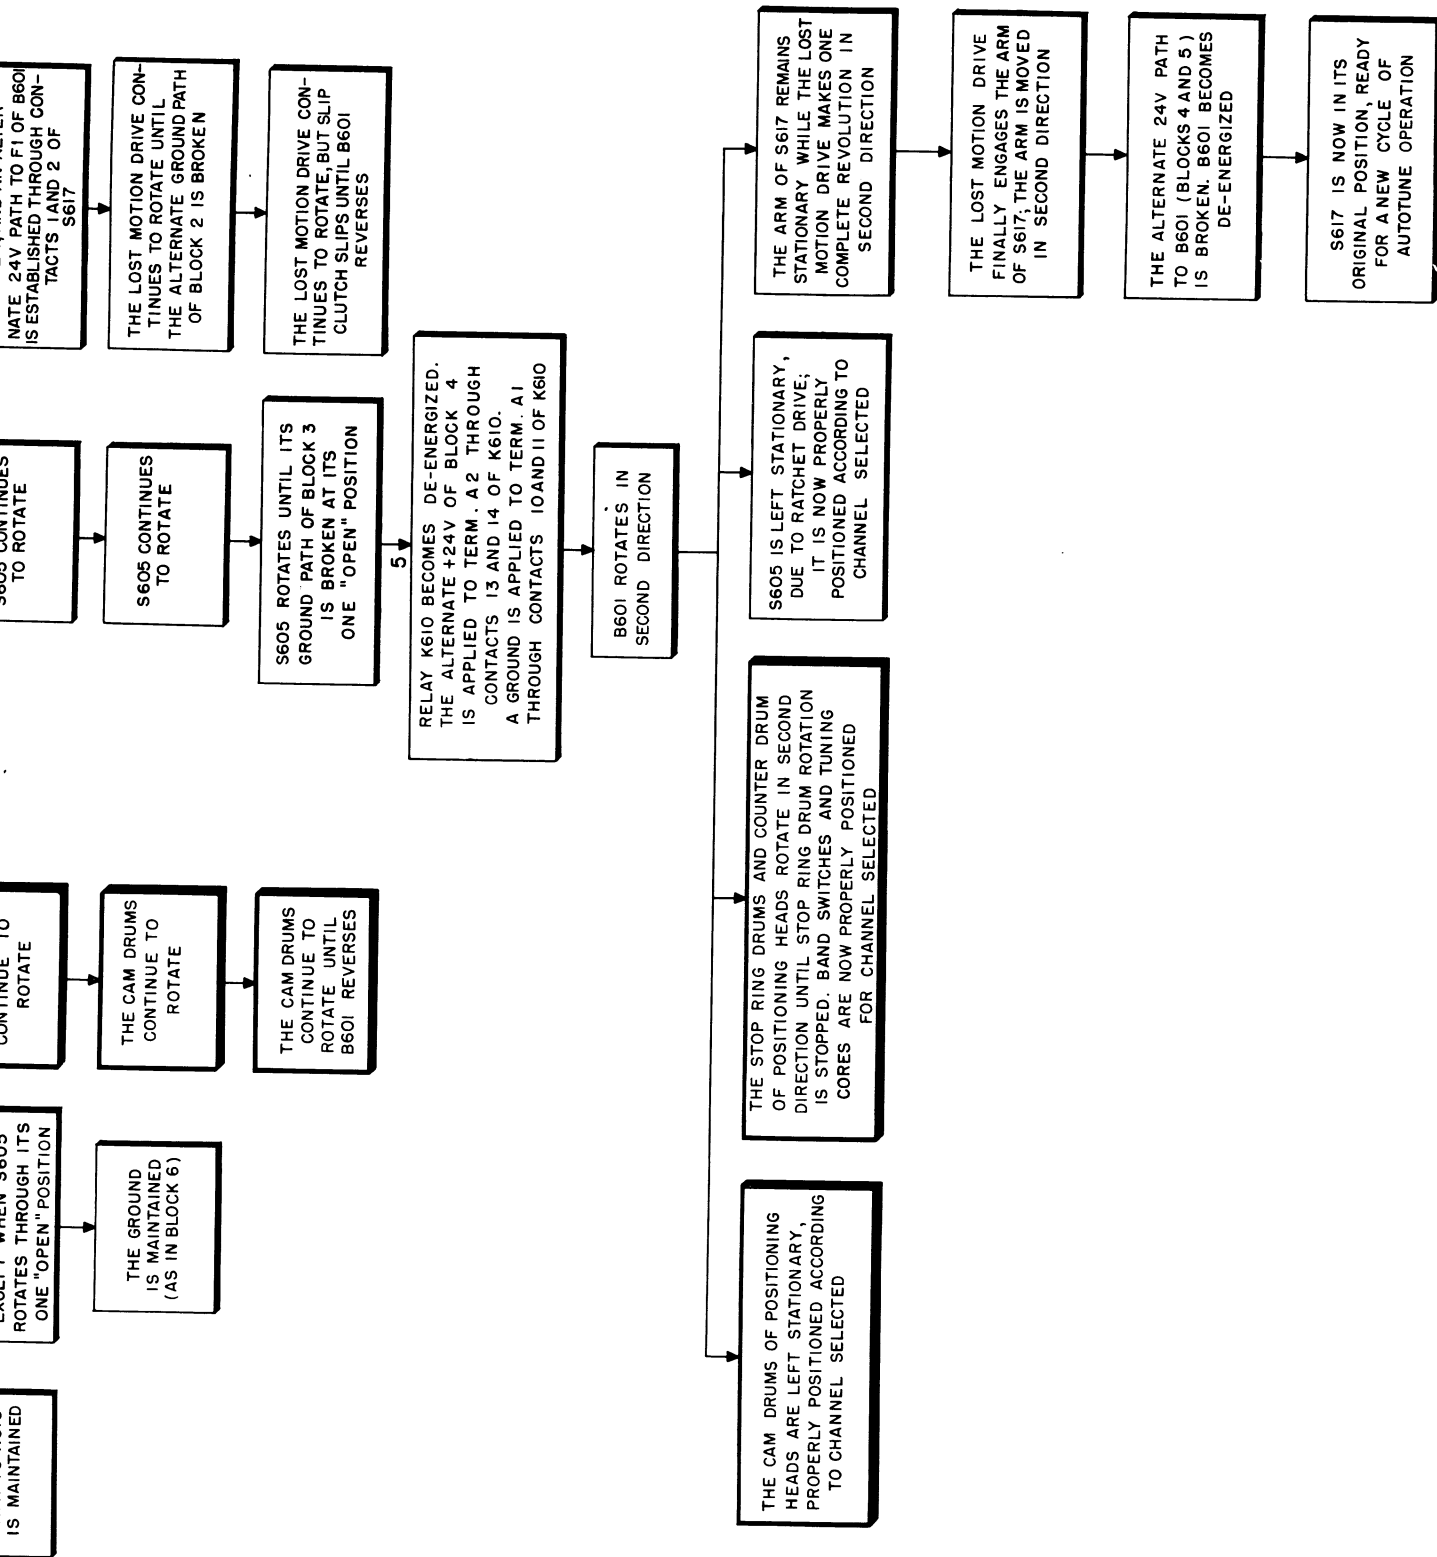 IS MAINTAINED
EXCEPT WHEN S605
ROTATES THROUGH ITS
ONE "OPEN" POSITION
CONTINUE TO
ROTATE
S605 CONTINUES
TO ROTATE
NATE 24V PATH TO F1 OF B601
IS ESTABLISHED THROUGH CON-
TACTS 1 AND 2 OF
S617
THE GROUND
IS MAINTAINED
(AS IN BLOCK 6)
THE CAM DRUMS
CONTINUE TO
ROTATE
S605 CONTINUES
TO ROTATE
THE LOST MOTION DRIVE CON-
TINUES TO ROTATE UNTIL
THE ALTERNATE GROUND PATH
OF BLOCK 2 IS BROKEN
THE CAM DRUMS
CONTINUE TO
ROTATE UNTIL
B601 REVERSES
S605 ROTATES UNTIL ITS
GROUND PATH OF BLOCK 3
IS BROKEN AT ITS
ONE "OPEN" POSITION
THE LOST MOTION DRIVE CON-
TINUES TO ROTATE, BUT SLIP
CLUTCH SLIPS UNTIL B601
REVERSES
5
RELAY K610 BECOMES DE-ENERGIZED.
THE ALTERNATE +24V OF BLOCK 4
IS APPLIED TO TERM. A2 THROUGH
CONTACTS 13 AND 14 OF K610.
A GROUND IS APPLIED TO TERM. A1
THROUGH CONTACTS 10 AND 11 OF K610
B601 ROTATES IN
SECOND DIRECTION
THE CAM DRUMS OF POSITIONING
HEADS ARE LEFT STATIONARY,
PROPERLY POSITIONED ACCORDING
TO CHANNEL SELECTED
THE STOP RING DRUMS AND COUNTER DRUM
OF POSITIONING HEADS ROTATE IN SECOND
DIRECTION UNTIL STOP RING DRUM ROTATION
IS STOPPED. BAND SWITCHES AND TUNING
CORES ARE NOW PROPERLY POSITIONED
FOR CHANNEL SELECTED
S605 IS LEFT STATIONARY,
DUE TO RATCHET DRIVE;
IT IS NOW PROPERLY
POSITIONED ACCORDING TO
CHANNEL SELECTED
THE ARM OF S617 REMAINS
STATIONARY WHILE THE LOST
MOTION DRIVE MAKES ONE
COMPLETE REVOLUTION IN
SECOND DIRECTION
THE LOST MOTION DRIVE
FINALLY ENGAGES THE ARM
OF S617; THE ARM IS MOVED
IN SECOND DIRECTION
THE ALTERNATE 24V PATH
TO B601 (BLOCKS 4 AND 5)
IS BROKEN. B601 BECOMES
DE-ENERGIZED
S617 IS NOW IN ITS
ORIGINAL POSITION, READY
FOR A NEW CYCLE OF
AUTOTUNE OPERATION